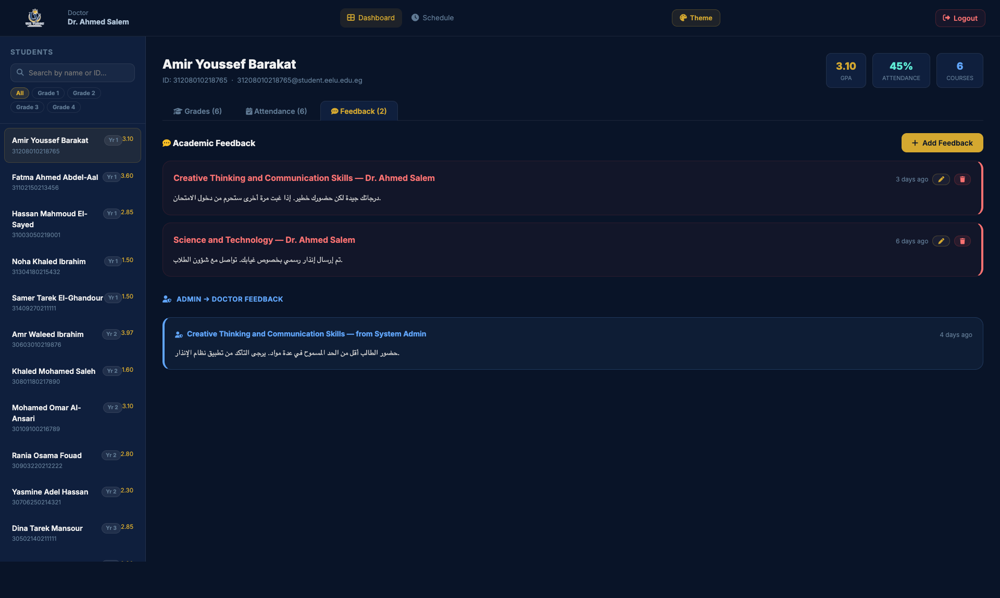 Doctor
Dr. Ahmed Salem
Dashboard
Schedule
Theme
Logout
STUDENTS
Search by name or ID...
All
Grade 1
Grade 2
Grade 3
Grade 4
Amir Youssef Barakat
Yr 1
3.10
31208010218765
Fatma Ahmed Abdel-Aal
Yr 1
3.60
31102150213456
Hassan Mahmoud El-
Sayed
Yr 1
2.85
31003050219001
Noha Khaled Ibrahim
Yr 1
1.50
31304180215432
Samer Tarek El-Ghandour
Yr 1
1.50
31409270211111
Amr Waleed Ibrahim
Yr 2
3.97
30603010219876
Khaled Mohamed Saleh
Yr 2
1.60
30801180217890
Mohamed Omar Al-
Ansari
Yr 2
3.10
30109100216789
Rania Osama Fouad
Yr 2
2.80
30903220212222
Yasmine Adel Hassan
Yr 2
2.30
30706250214321
Dina Tarek Mansour
Yr 3
2.85
30502140211111
Amir Youssef Barakat
ID: 31208010218765 · 31208010218765@student.eelu.edu.eg
3.10
GPA
45%
ATTENDANCE
6
COURSES
Grades (6)
Attendance (6)
Feedback (2)
Academic Feedback
+ Add Feedback
Creative Thinking and Communication Skills — Dr. Ahmed Salem
3 days ago
درجاتك جيدة لكن حضورك خطير. إذا غبت مرة أخرى ستحرم من دخول الامتحان.
Science and Technology — Dr. Ahmed Salem
6 days ago
تم إرسال إنذار رسمي بخصوص غيابك. تواصل مع شؤون الطلاب.
ADMIN → DOCTOR FEEDBACK
Creative Thinking and Communication Skills — from System Admin
4 days ago
حضور الطالب أقل من الحد المسموح في عدة مواد. يرجى التأكد من تطبيق نظام الإنذار.